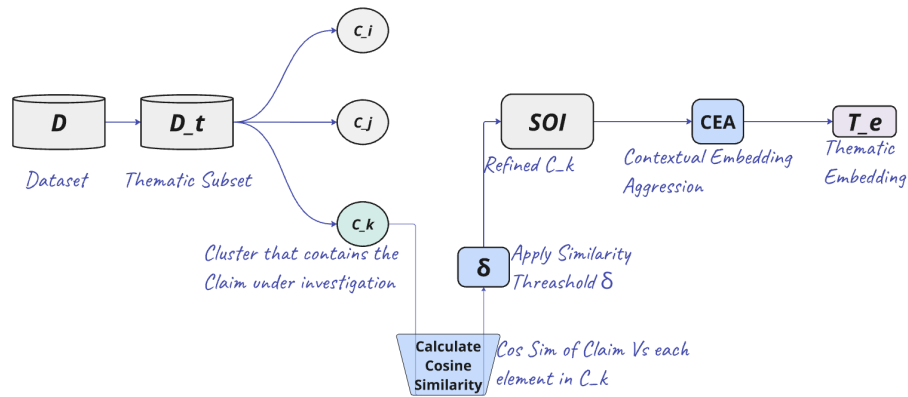 C_i
D
Dataset
D_t
Thematic Subset
C_j
C_k
Cluster that contains the
Claim under investigation
Calculate
Cosine
Similarity
Cos Sim of Claim Vs each
element in C_k
δ
Apply Similarity
Threashold δ
SOI
Refined C_k
CEA
Contextual Embedding
Aggression
T_e
Thematic
Embedding